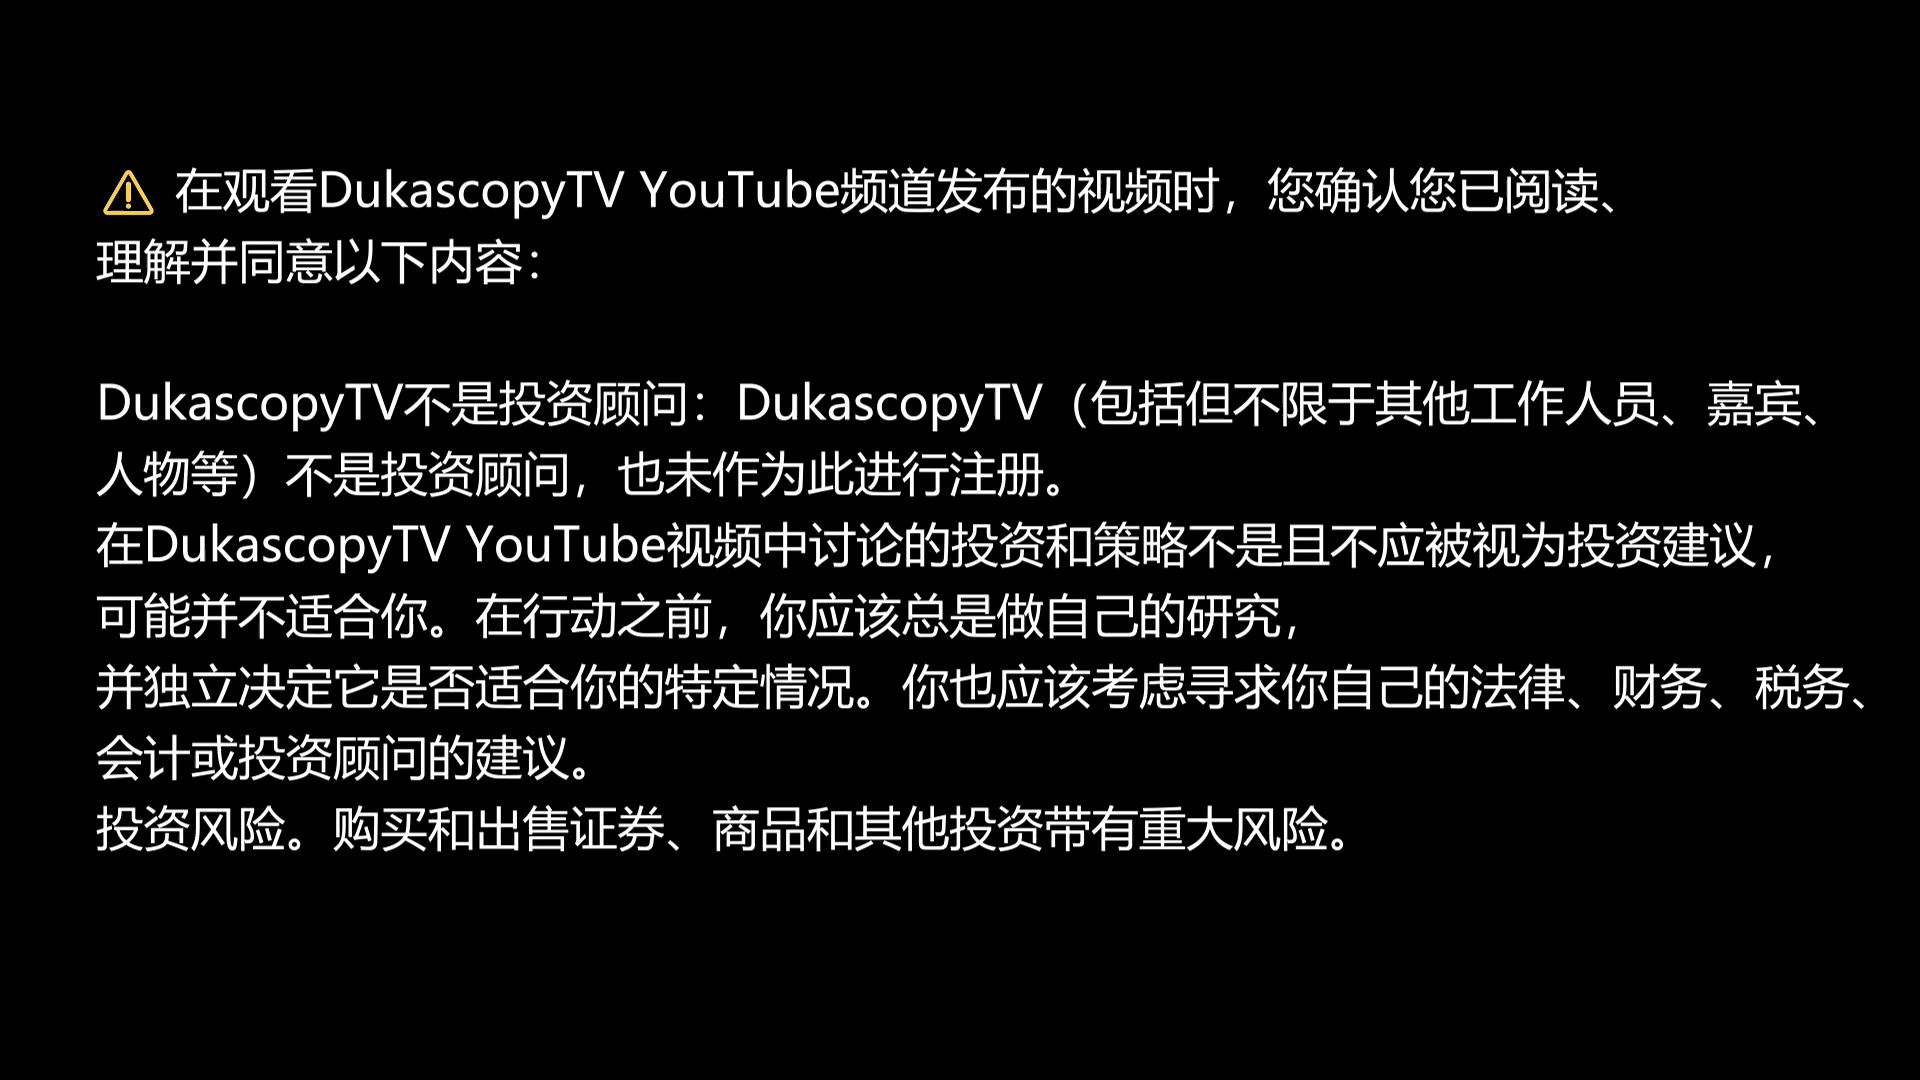 ⚠ 在观看DukascopyTV YouTube频道发布的视频时，您确认您已阅读、
理解并同意以下内容：
DukascopyTV不是投资顾问：DukascopyTV（包括但不限于其他工作人员、嘉宾、
人物等）不是投资顾问，也未作为此进行注册。
在DukascopyTV YouTube视频中讨论的投资和策略不是且不应被视为投资建议，
可能并不适合你。在行动之前，你应该总是做自己的研究，
并独立决定它是否适合你的特定情况。你也应该考虑寻求你自己的法律、财务、税务、
会计或投资顾问的建议。
投资风险。购买和出售证券、商品和其他投资带有重大风险。